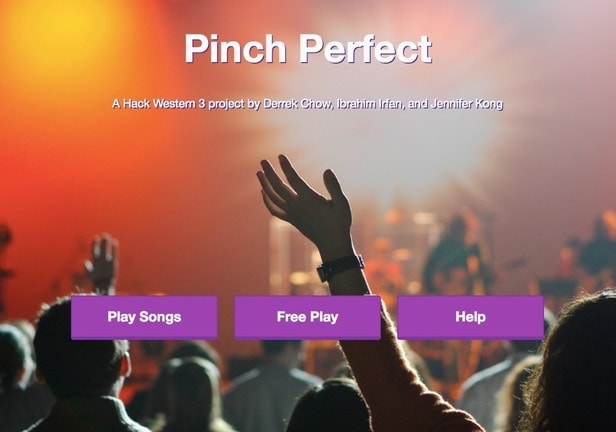 Pinch Perfect
A Hack Western 3 project by Derrek Chow, Ibrahim Irfan, and Jennifer Kong
Play Songs
Free Play
Help